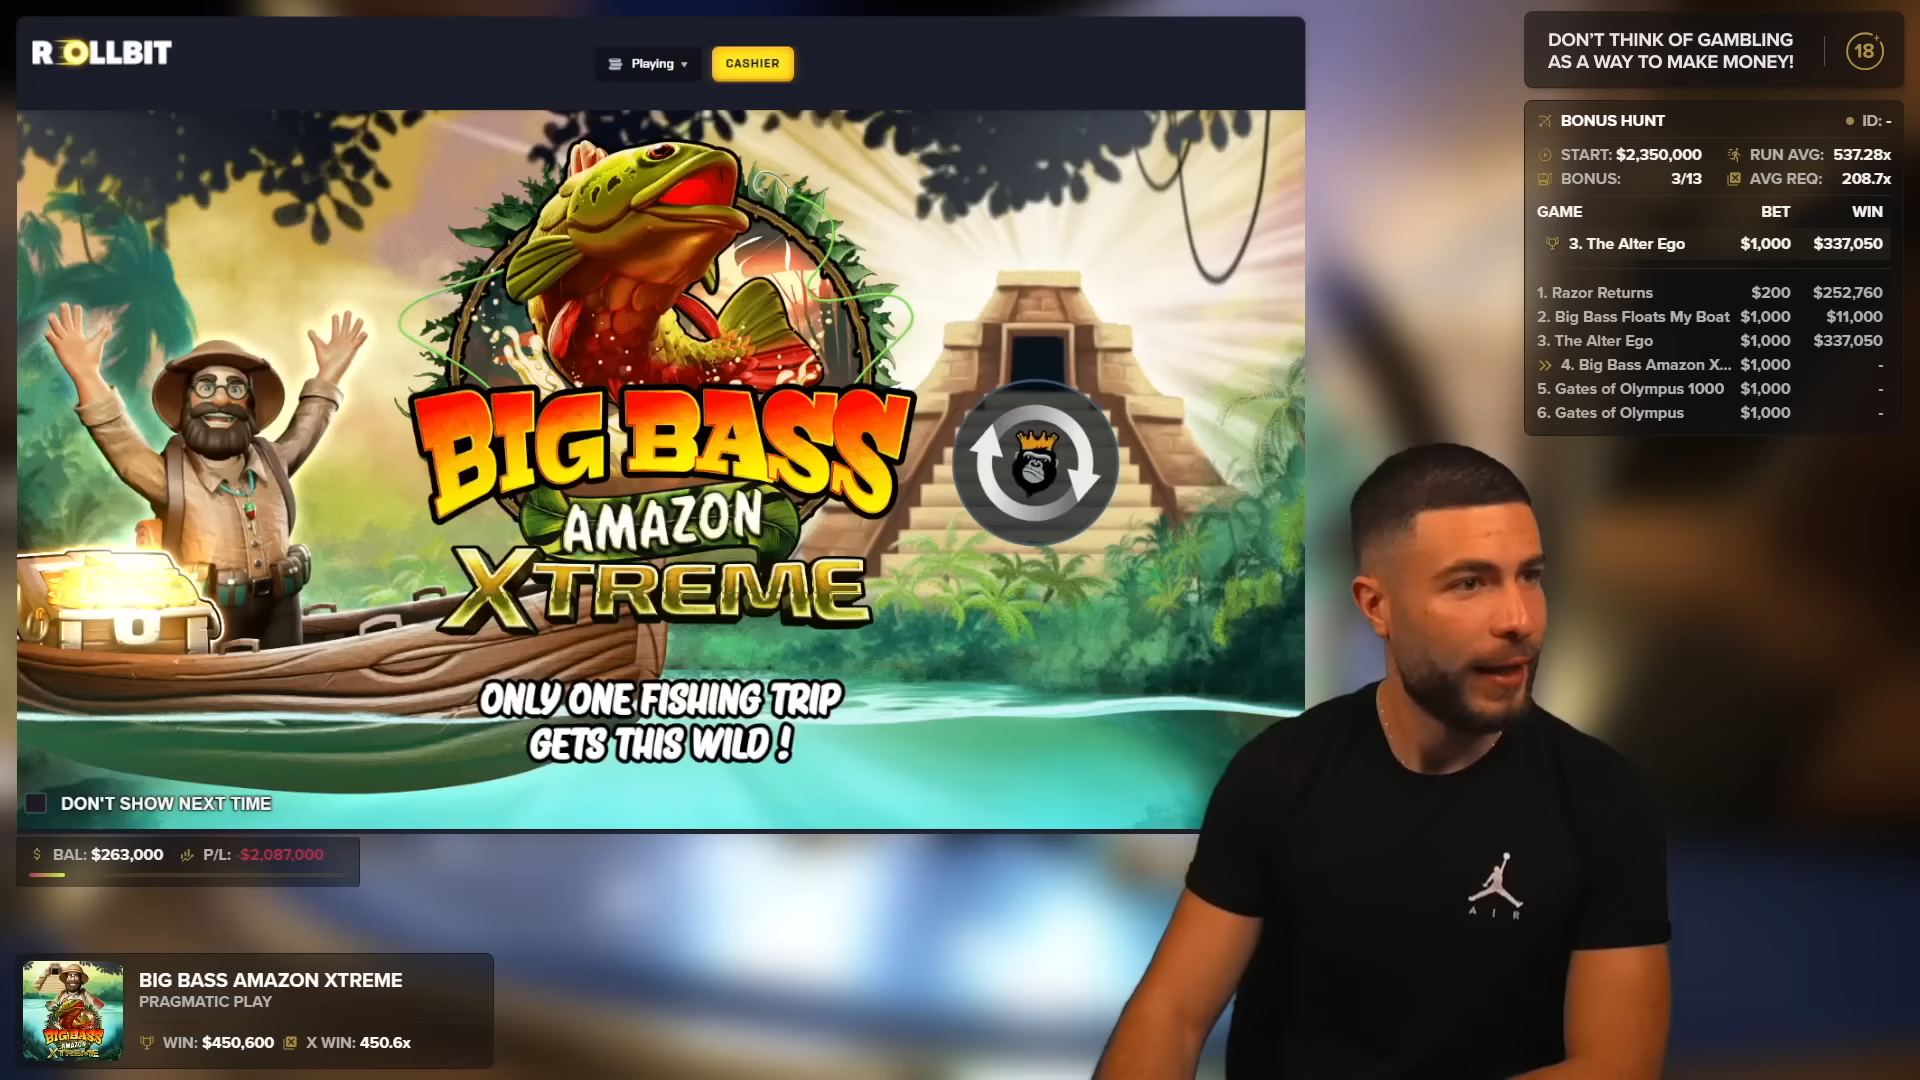 ROLLBIT
Playing
CASHIER
BIG BASS
AMAZON
XTREME
ONLY ONE FISHING TRIP
GETS THIS WILD !
DON'T SHOW NEXT TIME
$ BAL: $263,000 P/L: -$2,087,000
BIG BASS
AMAZON
XTREME
BIG BASS AMAZON XTREME
PRAGMATIC PLAY
WIN: $450,600 X WIN: 450.6x
DON'T THINK OF GAMBLING
AS A WAY TO MAKE MONEY!
18+
BONUS HUNT ID: -
START: $2,350,000 RUN AVG: 537.28x
BONUS: 3/13 AVG REQ: 208.7x
GAME BET WIN
3. The Alter Ego $1,000 $337,050
1. Razor Returns $200 $252,760
2. Big Bass Floats My Boat $1,000 $11,000
3. The Alter Ego $1,000 $337,050
4. Big Bass Amazon X... $1,000 -
5. Gates of Olympus 1000 $1,000 -
6. Gates of Olympus $1,000 -
AIR